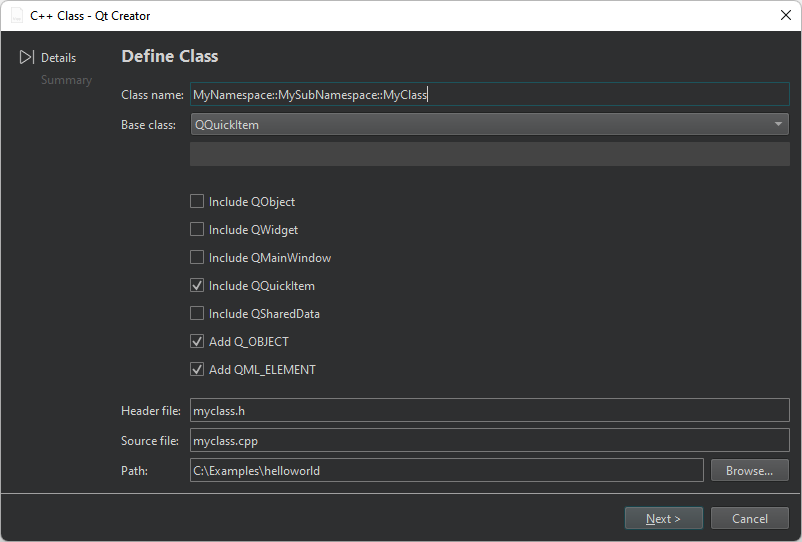 C++ Class - Qt Creator
Details
Summary
Define Class
Class name: MyNamespace::MySubNamespace::MyClass
Base class: QQuickItem
Include QObject
Include QWidget
Include QMainWindow
Include QQuickItem
Include QSharedData
Add Q_OBJECT
Add QML_ELEMENT
Header file: myclass.h
Source file: myclass.cpp
Path: C:\Examples\helloworld Browse...
Next > Cancel